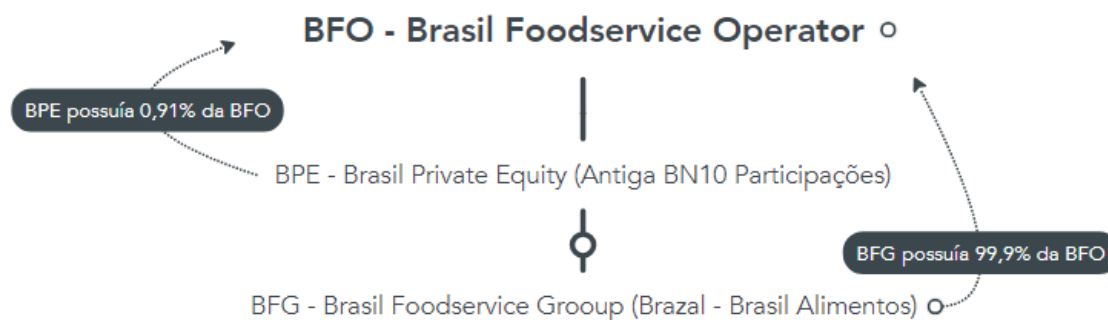 BFO - Brasil Foodservice Operator
BPE possuía 0,91% da BFO
BPE - Brasil Private Equity (Antiga BN10 Participações)
BFG possuía 99,9% da BFO
BFG - Brasil Foodservice Grooup (Brazal - Brasil Alimentos)